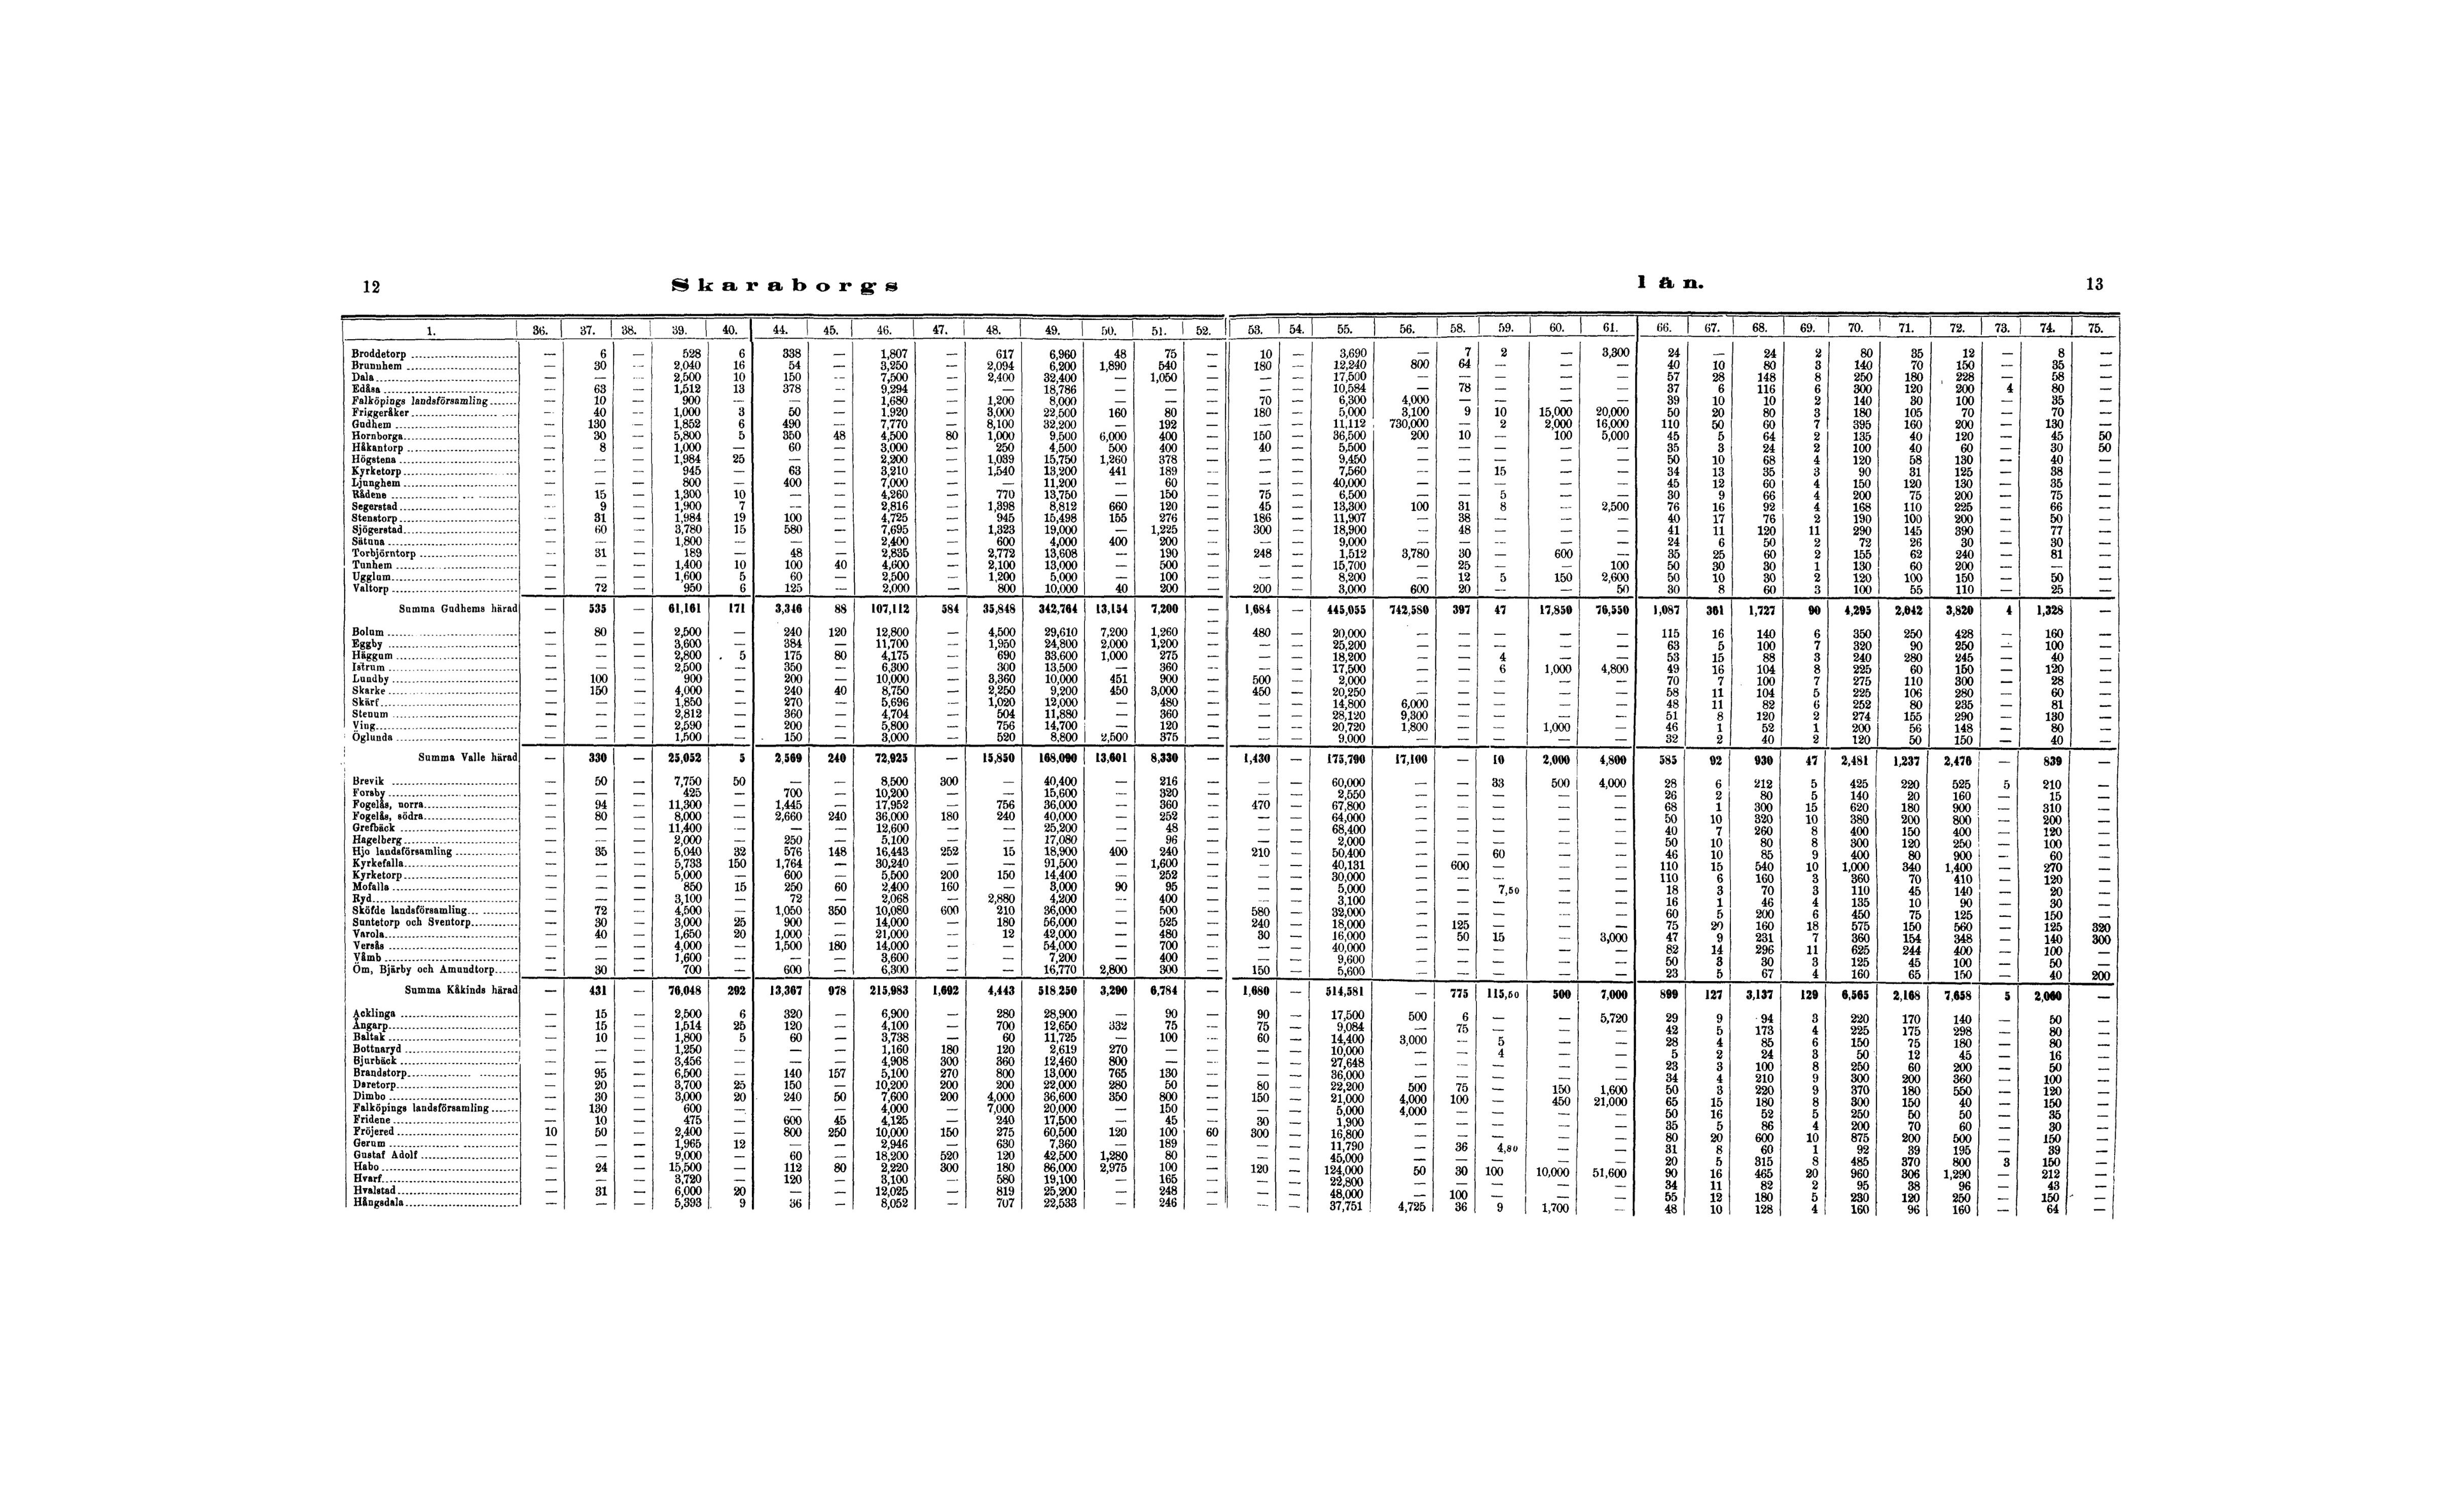 12 Skaraborgs län. 13
1. 36. 37. 38. 39. 40. 44. 45. 46. 47. 48. 49. 50. 51. 52. 53. 54. 55. 56. 58. 59. 60. 61. 66. 67. 68. 69. 70. 71. 72. 73. 74. 75.
Broddetorp — 6 — 528 6 338 — 1,807 — 617 6,960 48 75 — 10 — 3,690 — 7 2 — 3,300 24 — 24 2 80 35 12 — 8 —
Brunnhem — 30 — 2,040 16 54 — 3,250 — 2,094 6,200 1,890 540 — 180 — 12,240 800 64 — — — 40 10 80 3 140 70 150 — 35 —
Dala — — — 2,500 10 150 — 7,500 — 2,400 32,400 — 1,050 — — — 17,500 — — — — — 57 28 148 8 250 180 228 — 58 —
Edåsa — 63 — 1,512 13 378 — 9,294 — — 18,786 — — — — — 10,584 — 78 — — — 37 6 116 6 300 120 200 4 80 —
Falköpings landsförsamling — 10 — 900 — — — 1,680 — 1,200 8,000 — — — 70 — 6,300 4,000 — — — — 39 10 10 2 140 30 100 — 35 —
Friggeråker — 40 — 1,000 3 50 — 1,920 — 3,000 22,500 160 80 — 180 — 5,000 3,100 9 10 15,000 20,000 50 20 80 3 180 105 70 — 70 —
Gudhem — 130 — 1,852 6 490 — 7,770 — 8,100 32,200 — 192 — — — 11,112 730,000 — 2 2,000 16,000 110 50 60 7 395 160 200 — 130 —
Hornborga — 30 — 5,800 5 350 48 4,500 80 1,000 9,500 6,000 400 — 150 — 36,500 200 10 — 100 5,000 45 5 64 2 135 40 120 — 45 50
Håkantorp — 8 — 1,000 — 60 — 3,000 — 250 4,500 500 400 — 40 — 5,500 — — — — — 35 3 24 2 100 40 60 — 30 50
Högstena — — — 1,984 25 — — 2,200 — 1,039 15,750 1,260 378 — — — 9,450 — — — — — 50 10 68 4 120 58 130 — 40 —
Kyrketorp — — — 945 — 63 — 3,210 — 1,540 13,200 441 189 — — — 7,560 — — 15 — — 34 13 35 3 90 31 125 — 38 —
Ljunghem — — — 800 — 400 — 7,000 — — 11,200 — 60 — — — 40,000 — — — — — 45 12 60 4 150 120 130 — 35 —
Rådene — 15 — 1,300 10 — — 4,260 — 770 13,750 — 150 — 75 — 6,500 — — 5 — — 30 9 66 4 200 75 200 — 75 —
Segerstad — 9 — 1,900 7 — — 2,816 — 1,398 8,812 660 120 — 45 — 13,300 100 31 8 — 2,500 76 16 92 4 168 110 225 — 66 —
Stenstorp — 31 — 1,984 19 100 — 4,725 — 945 15,498 155 276 — 186 — 11,907 — 38 — — — 40 17 76 2 190 100 200 — 50 —
Sjögerstad — 60 — 3,780 15 580 — 7,695 — 1,323 19,000 — 1,225 — 300 — 18,900 — 48 — — — 41 11 120 11 290 145 390 — 77 —
Sätuna — — — 1,800 — — — 2,400 — 600 4,000 400 200 — — — 9,000 — — — — — 24 6 50 2 72 26 30 — 30 —
Torbjörntorp — 31 — 189 — 48 — 2,835 — 2,772 13,608 — 190 — 248 — 1,512 3,780 30 — 600 — 35 25 60 2 155 62 240 — 81 —
Tunhem — — — 1,400 10 100 40 4,600 — 2,100 13,000 — 500 — — — 15,700 — 25 — — 100 50 30 30 1 130 60 200 — — —
Ugglum — — — 1,600 5 60 — 2,500 — 1,200 5,000 — 100 — — — 8,200 — 12 5 150 2,600 50 10 30 2 120 100 150 — 50 —
Valtorp — 72 — 950 6 125 — 2,000 — 800 10,000 40 200 — 200 — 3,000 600 20 — — 50 30 8 60 3 100 55 110 — 25 —
Summa Gudhems härad — 535 — 61,161 171 3,346 88 107,112 584 35,848 342,764 13,154 7,200 — 1,684 — 445,055 742,580 397 47 17,850 76,550 1,087 361 1,727 90 4,295 2,042 3,820 4 1,328 —
Bolum — 80 — 2,500 — 240 120 12,800 — 4,500 29,610 7,200 1,260 — 480 — 20,000 — — — — — 115 16 140 6 350 250 428 — 160 —
Eggby — — — 3,600 — 384 — 11,700 — 1,950 24,800 2,000 1,200 — — — 25,200 — — — — — 63 5 100 7 320 90 250 — 100 —
Häggum — — — 2,800 5 175 80 4,175 — 690 33,600 1,000 275 — — — 18,200 — — 4 — — 53 15 88 3 240 280 245 — 40 —
Istrum — — — 2,500 — 350 — 6,300 — 300 13,500 — 360 — — — 17,500 — — 6 1,000 4,800 49 16 104 8 225 60 150 — 120 —
Lundby — 100 — 900 — 200 — 10,000 — 3,360 10,000 451 900 — 500 — 2,000 — — — — — 70 7 100 7 275 110 300 — 28 —
Skarke — 150 — 4,000 — 240 40 8,750 — 2,250 9,200 450 3,000 — 450 — 20,250 — — — — — 58 11 104 5 225 106 280 — 60 —
Skärf — — — 1,850 — 270 — 5,696 — 1,020 12,000 — 480 — — — 14,800 6,000 — — — — 48 11 82 6 252 80 235 — 81 —
Stenum — — — 2,812 — 360 — 4,704 — 504 11,880 — 360 — — — 28,120 9,300 — — — — 51 8 120 2 274 155 290 — 130 —
Ving — — — 2,590 — 200 — 5,800 — 756 14,700 — 120 — — — 20,720 1,800 — — 1,000 — 46 1 52 1 200 56 148 — 80 —
Öglunda — — — 1,500 — 150 — 3,000 — 520 8,800 2,500 375 — — — 9,000 — — — — — 32 2 40 2 120 50 150 — 40 —
Summa Valle härad — 330 — 25,052 5 2,569 240 72,925 — 15,850 168,090 13,601 8,330 — 1,430 — 175,790 17,100 — 10 2,000 4,800 585 92 930 47 2,481 1,237 2,476 — 839 —
Brevik — 50 — 7,750 50 — — 8,500 300 — 40,400 — 216 — — — 60,000 — — 33 500 4,000 28 6 212 5 425 220 525 5 210 —
Forsby — — — 425 — 700 — 10,200 — — 15,600 — 320 — — — 2,550 — — — — — 26 2 80 5 140 20 160 — 15 —
Fogelås, norra — 94 — 11,300 — 1,445 — 17,952 — 756 36,000 — 360 — 470 — 67,800 — — — — — 68 1 300 15 620 180 900 — 310 —
Fogelås, södra — 80 — 8,000 — 2,660 240 36,000 180 240 40,000 — 252 — — — 64,000 — — — — — 50 10 320 10 380 200 800 — 200 —
Grefbäck — — — 11,400 — — — 12,600 — — 25,200 — 48 — — — 68,400 — — — — — 40 7 260 8 400 150 400 — 120 —
Hagelberg — — — 2,000 — 250 — 5,100 — — 17,080 — 96 — — — 2,000 — — — — — 50 10 80 8 300 120 250 — 100 —
Hjo landsförsamling — 35 — 5,040 32 576 148 16,443 252 15 18,900 400 240 — 210 — 50,400 — — 60 — — 46 10 85 9 400 80 900 — 60 —
Kyrkefalla — — — 5,733 150 1,764 — 30,240 — — 91,500 — 1,600 — — — 40,131 — 600 — — — 110 15 540 10 1,000 340 1,400 — 270 —
Kyrketorp — — — 5,000 — 600 — 5,500 200 150 14,400 — 252 — — — 30,000 — — — — — 110 6 160 3 360 70 410 — 120 —
Mofalla — — — 850 15 250 60 2,400 160 — 3,000 90 95 — — — 5,000 — — 7,50 — — 18 3 70 3 110 45 140 — 20 —
Ryd — — — 3,100 — 72 — 2,068 — 2,880 4,200 — 400 — — — 3,100 — — — — — 16 1 46 4 135 10 90 — 30 —
Sköfde landsförsamling — 72 — 4,500 — 1,050 350 10,080 600 210 36,000 — 500 — 580 — 32,000 — — — — — 60 5 200 6 450 75 125 — 150 —
Suntetorp och Sventorp — 30 — 3,000 25 900 — 14,000 — 180 56,000 — 525 — 240 — 18,000 — 125 — — — 75 20 160 18 575 150 560 — 125 320
Varola — 40 — 1,650 20 1,000 — 21,000 — 12 42,000 — 480 — 30 — 16,000 — 50 15 — 3,000 47 9 231 7 360 154 348 — 140 300
Versås — — — 4,000 — 1,500 180 14,000 — — 54,000 — 700 — — — 40,000 — — — — — 82 14 296 11 625 244 400 — 100 —
Våmb — — — 1,600 — — — 3,600 — — 7,200 — 400 — — — 9,600 — — — — — 50 3 30 3 125 45 100 — 50 —
Öm, Bjärby och Amundtorp — 30 — 700 — 600 — 6,300 — — 16,770 2,800 300 — 150 — 5,600 — — — — — 23 5 67 4 160 65 150 — 40 200
Summa Kåkinds härad — 431 — 76,048 292 13,367 978 215,983 1,692 4,443 518,250 3,290 6,784 — 1,680 — 514,581 — 775 115,50 500 7,000 899 127 3,137 129 6,565 2,168 7,658 5 2,060 —
Acklinga — 15 — 2,500 6 320 — 6,900 — 280 28,900 — 90 — 90 — 17,500 500 6 — — 5,720 29 9 94 3 220 170 140 — 50 —
Ångarp — 15 — 1,514 25 120 — 4,100 — 700 12,650 332 75 — 75 — 9,084 — 75 — — — 42 5 173 4 225 175 298 — 80 —
Baltak — 10 — 1,800 5 60 — 3,738 — 60 11,725 — 100 — 60 — 14,400 3,000 — 5 — — 28 4 85 6 150 75 180 — 80 —
Bottnaryd — — — 1,250 — — — 1,160 180 120 2,619 270 — — — — 10,000 — — 4 — — 5 2 24 3 50 12 45 — 16 —
Bjurbäck — — — 3,456 — — — 4,908 300 360 12,460 800 — — — — 27,648 — — — — — 23 3 100 8 250 60 200 — 50 —
Brandstorp — 95 — 6,500 — 140 157 5,100 270 800 13,000 765 130 — — — 36,000 — — — — — 34 4 210 9 300 200 360 — 100 —
Daretorp — 20 — 3,700 25 150 — 10,200 200 200 22,000 280 50 — 80 — 22,200 500 75 — 150 1,600 50 3 220 9 370 180 550 — 120 —
Dimbo — 30 — 3,000 20 240 50 7,600 200 4,000 36,600 350 800 — 150 — 21,000 4,000 100 — 450 21,000 65 15 180 8 300 150 40 — 150 —
Falköpings landsförsamling — 130 — 600 — — — 4,000 — 7,000 20,000 — 150 — — — 5,000 4,000 — — — — 50 16 52 5 250 50 50 — 35 —
Fridene — 10 — 475 — 600 45 4,125 — 240 17,500 — 45 — 30 — 1,900 — — — — — 35 5 86 4 200 70 60 — 30 —
Fröjered 10 50 — 2,400 — 800 250 10,000 150 275 60,500 120 100 60 300 — 16,800 — — — — — 80 20 600 10 875 200 500 — 150 —
Gerum — — — 1,965 12 — — 2,946 — 630 7,360 — 189 — — — 11,790 — 36 4,80 — — 31 8 60 1 92 39 195 — 39 —
Gustaf Adolf — — — 9,000 — 60 — 18,200 520 120 42,500 1,280 80 — — — 45,000 — — — — — 20 5 315 8 485 370 800 3 150 —
Habo — 24 — 15,500 — 112 80 2,220 300 180 86,000 2,975 100 — 120 — 124,000 50 30 100 10,000 51,600 90 16 465 20 960 306 1,290 — 212 —
Hvarf — — — 3,720 — 120 — 3,100 — 580 19,100 — 165 — — — 22,800 — — — — — 34 11 82 2 95 38 96 — 43 —
Hvalstad — 31 — 6,000 20 — — 12,025 — 819 25,200 — 248 — — — 48,000 — 100 — — — 55 12 180 5 230 120 250 — 150 —
Hångsdala — — — 5,393 9 36 — 8,052 — 707 22,533 — 246 — — — 37,751 4,725 36 9 1,700 — 48 10 128 4 160 96 160 — 64 —